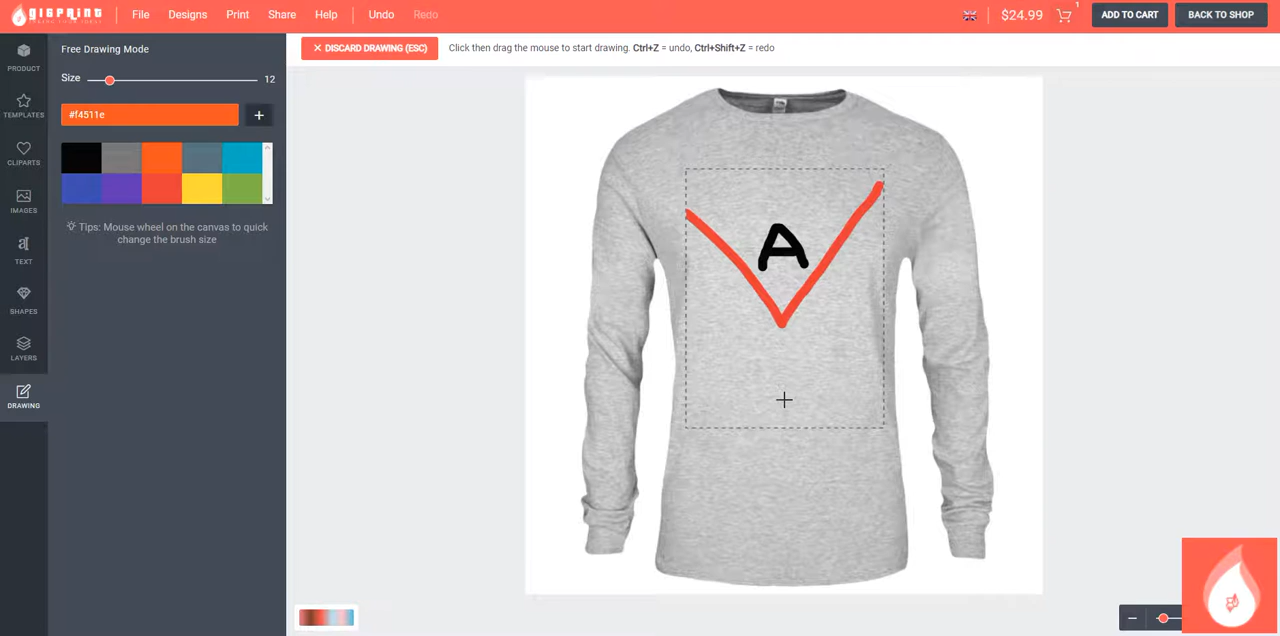 GISPRINT
File Designs Print Share Help Undo Redo $24.99 1 ADD TO CART BACK TO SHOP
PRODUCT
TEMPLATES
CLIPARTS
IMAGES
TEXT
SHAPES
LAYERS
DRAWING
Free Drawing Mode
Size 12
#f4511e +
Tips: Mouse wheel on the canvas to quick
change the brush size
✕ DISCARD DRAWING (ESC) Click then drag the mouse to start drawing. Ctrl+Z = undo, Ctrl+Shift+Z = redo
A